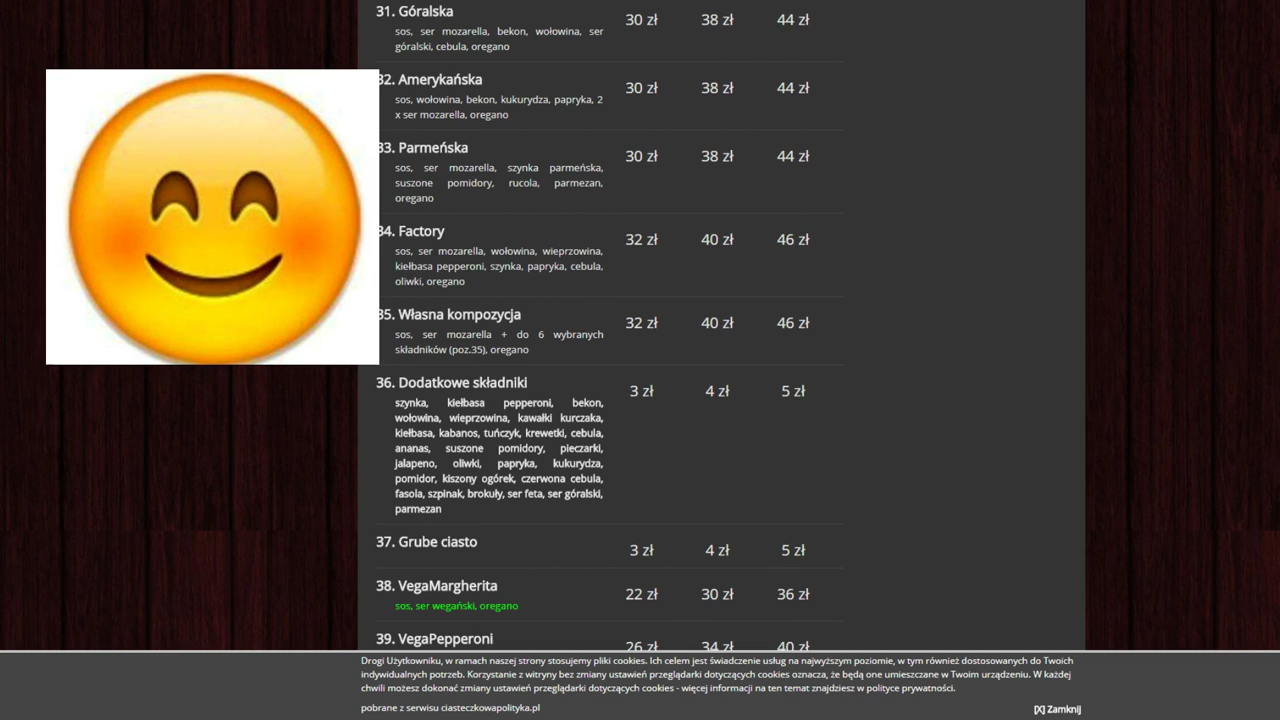 31. Góralska
30 zł 38 zł 44 zł
sos, ser mozarella, bekon, wołowina, ser
góralski, cebula, oregano
32. Amerykańska
30 zł 38 zł 44 zł
sos, wołowina, bekon, kukurydza, papryka, 2
x ser mozarella, oregano
33. Parmeńska
30 zł 38 zł 44 zł
sos, ser mozarella, szynka parmeńska,
suszone pomidory, rucola, parmezan,
oregano
34. Factory
32 zł 40 zł 46 zł
sos, ser mozarella, wołowina, wieprzowina,
kiełbasa pepperoni, szynka, papryka, cebula,
oliwki, oregano
35. Własna kompozycja
32 zł 40 zł 46 zł
sos, ser mozarella + do 6 wybranych
składników (poz.35), oregano
36. Dodatkowe składniki
3 zł 4 zł 5 zł
szynka, kiełbasa pepperoni, bekon,
wołowina, wieprzowina, kawałki kurczaka,
kiełbasa, kabanos, tuńczyk, krewetki, cebula,
ananas, suszone pomidory, pieczarki,
jalapeno, oliwki, papryka, kukurydza,
pomidor, kiszony ogórek, czerwona cebula,
fasola, szpinak, brokuły, ser feta, ser góralski,
parmezan
37. Grube ciasto
3 zł 4 zł 5 zł
38. VegaMargherita
22 zł 30 zł 36 zł
sos, ser wegański, oregano
39. VegaPepperoni
26 zł 34 zł 40 zł
Drogi Użytkowniku, w ramach naszej strony stosujemy pliki cookies. Ich celem jest świadczenie usług na najwyższym poziomie, w tym również dostosowanych do Twoich
indywidualnych potrzeb. Korzystanie z witryny bez zmiany ustawień przeglądarki dotyczących cookies oznacza, że będą one umieszczane w Twoim urządzeniu. W każdej
chwili możesz dokonać zmiany ustawień przeglądarki dotyczących cookies - więcej informacji na ten temat znajdziesz w polityce prywatności.
pobrane z serwisu ciasteczkowapolityka.pl
[X] Zamknij